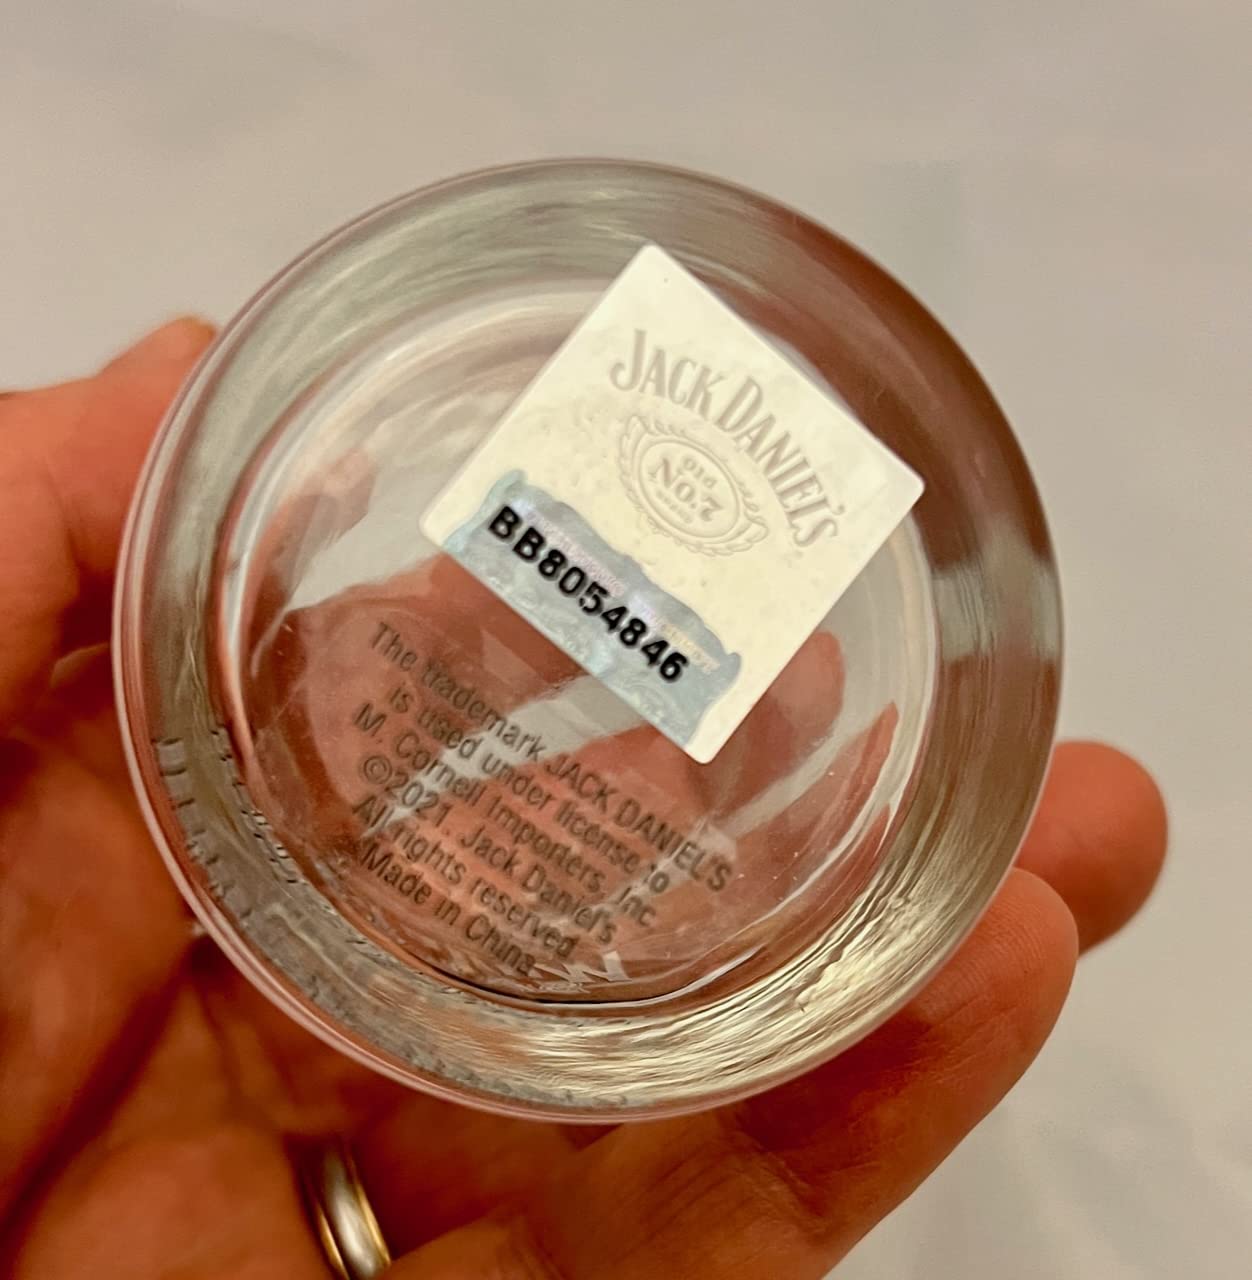 JACK DANIEL'S
OLD
NO.7
BB8054846
The trademark JACK DANIEL'S
is used under license to
M. Cornell Importers, Inc
©2021. Jack Daniel's
All rights reserved
Made in China